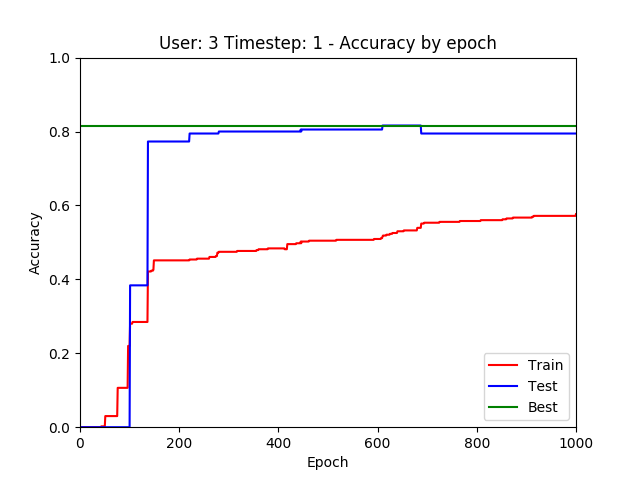 User: 3 Timestep: 1 - Accuracy by epoch
1.0
0.8
0.6
0.4
0.2
0.0
Accuracy
0 200 400 600 800 1000
Epoch
Train
Test
Best